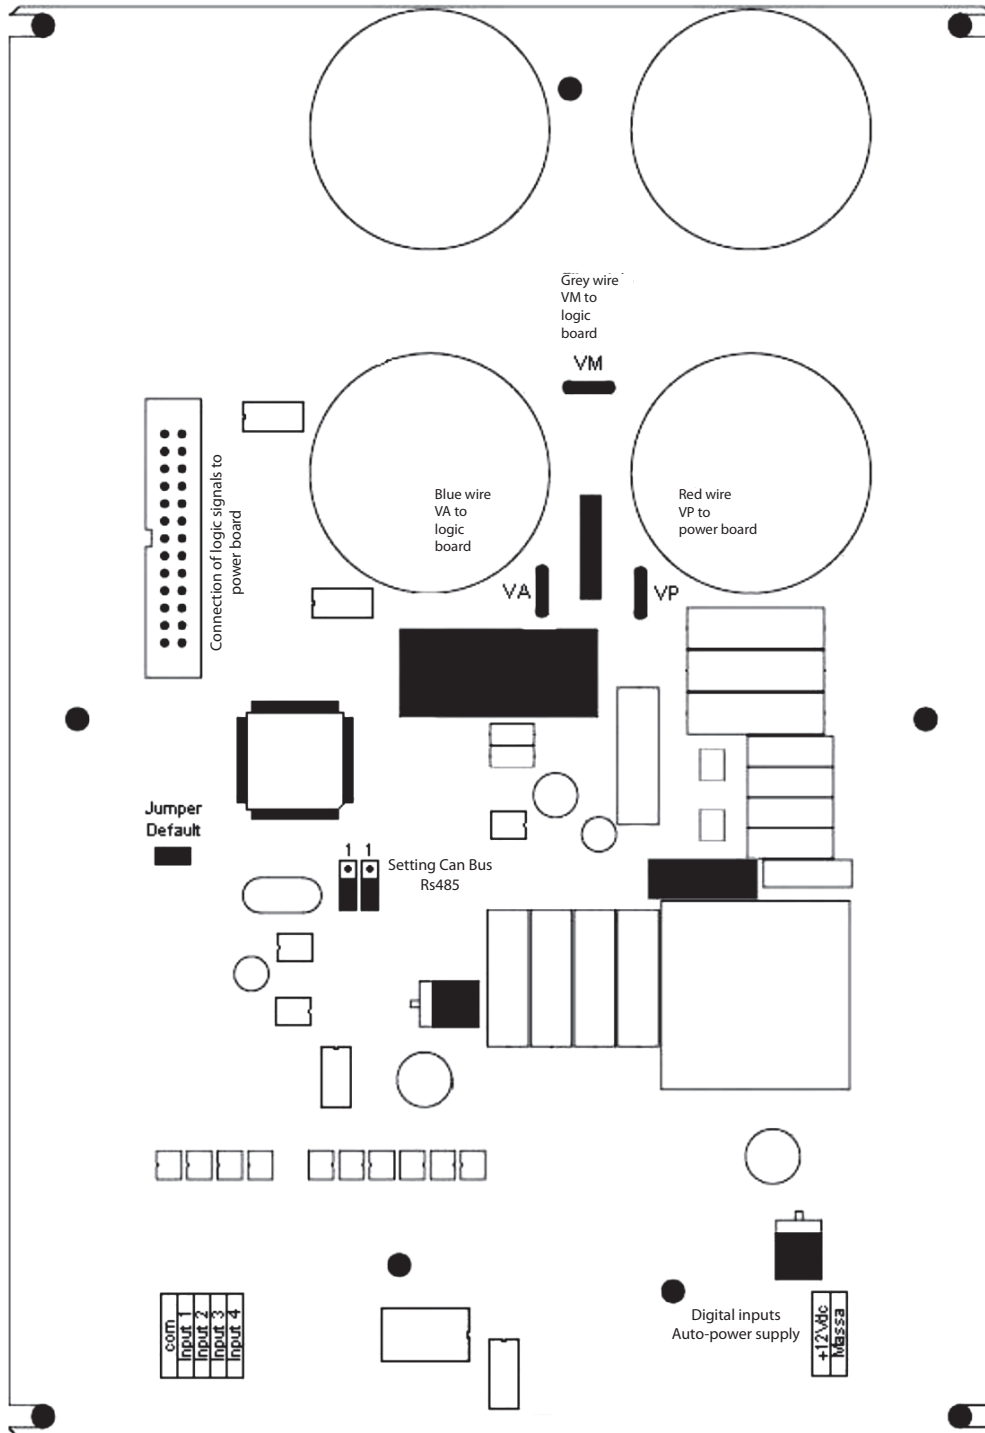 Grey wire
VM to
logic
board
VM
Connection of logic signals to
power board
Blue wire
VA to
logic
board
Red wire
VP to
power board
VA
VP
Jumper
Default
1 1
Setting Can Bus
Rs485
com
Input 1
Input 2
Input 3
Input 4
Digital inputs
Auto-power supply
+12Vdc
Massa